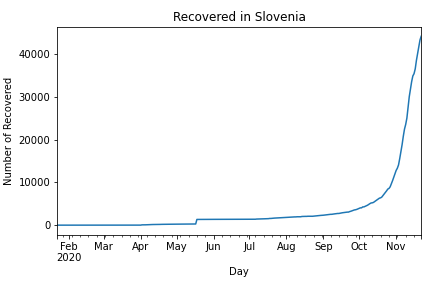 Recovered in Slovenia
Number of Recovered
40000
30000
20000
10000
0
Feb Mar Apr May Jun Jul Aug Sep Oct Nov
2020
Day